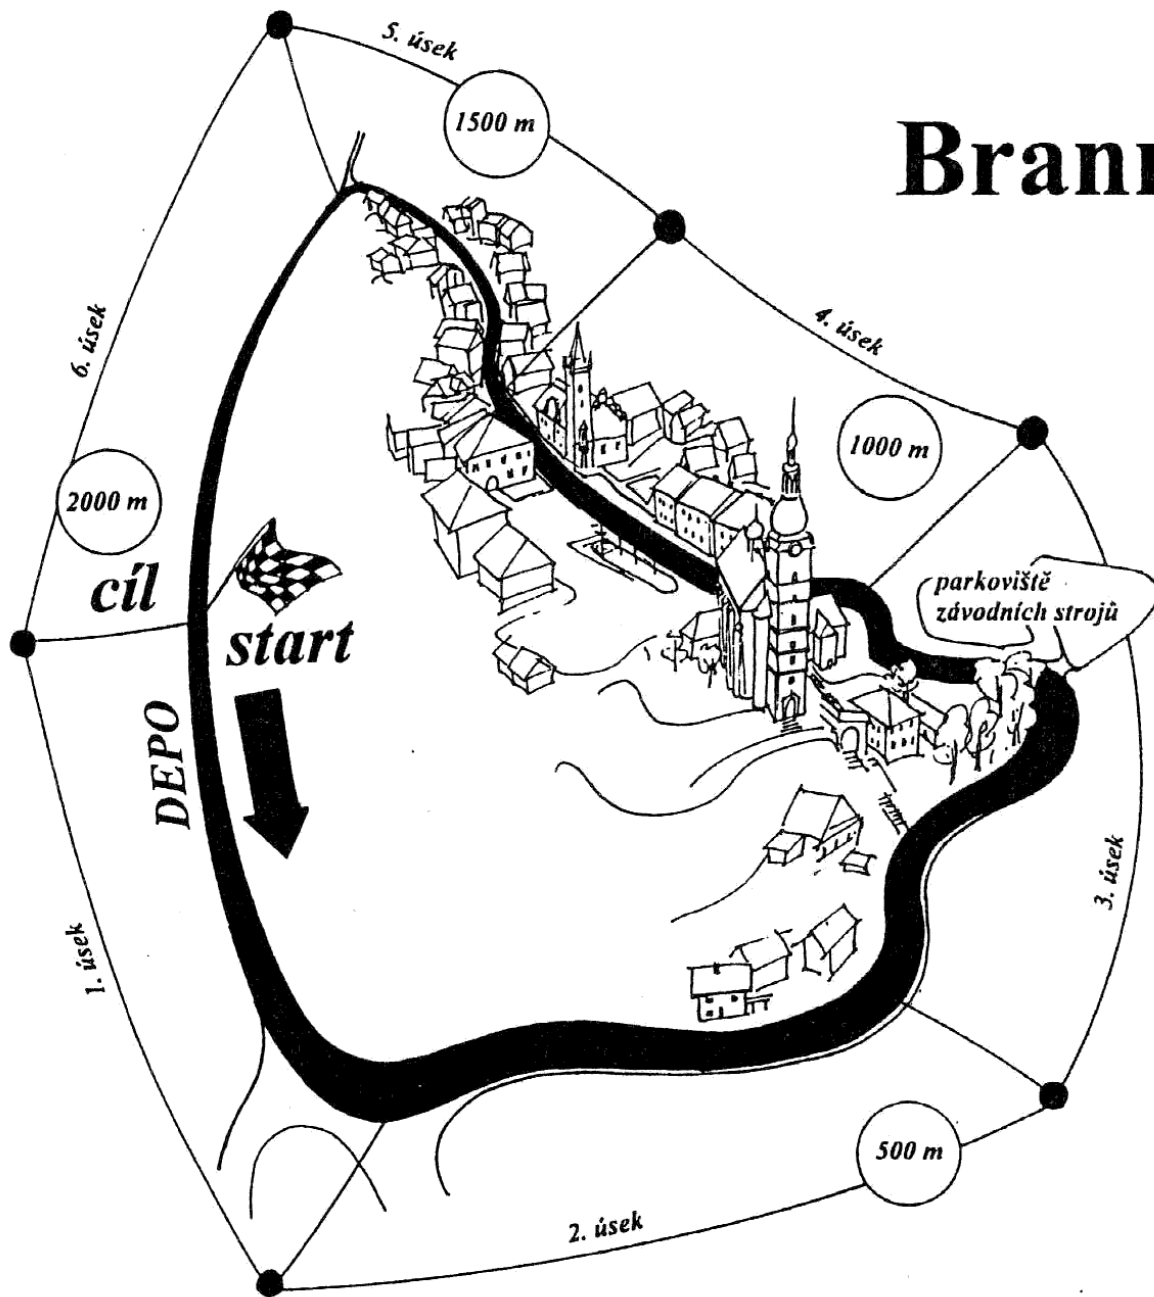 5. úsek
1500 m
Bran
4. úsek
6. úsek
1000 m
2000 m
cíl
parkoviště
závodních strojů
start
DEPO
3. úsek
1. úsek
500 m
2. úsek